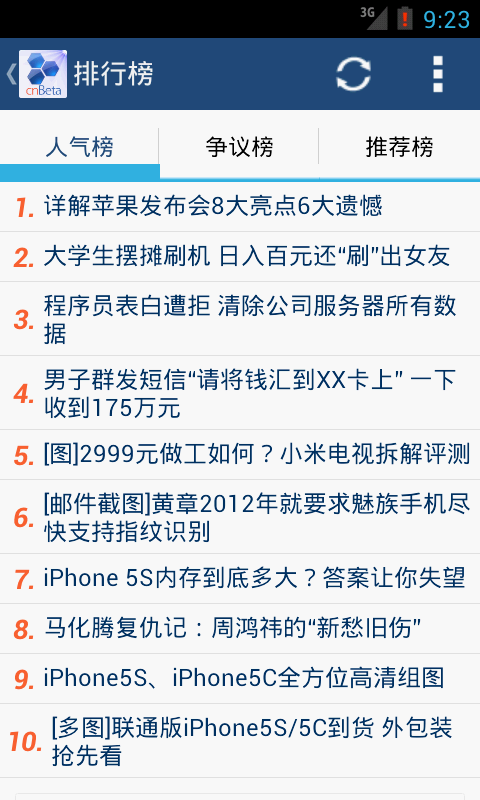 3G
9:23
cnBeta
排行榜
人气榜 争议榜 推荐榜
1. 详解苹果发布会8大亮点6大遗憾
2. 大学生摆摊刷机 日入百元还“刷”出女友
3. 程序员表白遭拒 清除公司服务器所有数
据
4. 男子群发短信“请将钱汇到XX卡上” 一下
收到175万元
5. [图]2999元做工如何？小米电视拆解评测
6. [邮件截图]黄章2012年就要求魅族手机尽
快支持指纹识别
7. iPhone 5S内存到底多大？答案让你失望
8. 马化腾复仇记：周鸿祎的“新愁旧伤”
9. iPhone5S、iPhone5C全方位高清组图
10. [多图]联通版iPhone5S/5C到货 外包装
抢先看